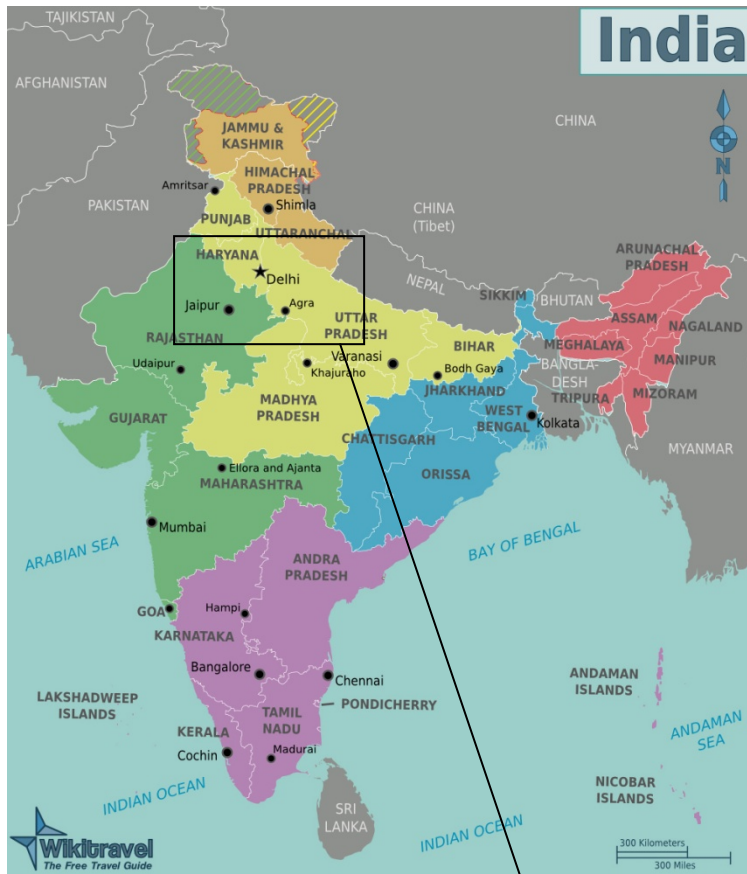 TAJIKISTAN
India
AFGHANISTAN
CHINA
JAMMU &
KASHMIR
N
HIMACHAL
PRADESH
Amritsar
PAKISTAN
Shimla
CHINA
(Tibet)
PUNJAB
UTTARANCHAL
HARYANA
ARUNACHAL
PRADESH
Delhi
NEPAL
SIKKIM
BHUTAN
Jaipur
Agra
ASSAM
NAGALAND
UTTAR
PRADESH
RAJASTHAN
BIHAR
MEGHALAYA
MANIPUR
Udaipur
Varanasi
Khajuraho
Bodh Gaya
BANGLA-
DESH
MADHYA
PRADESH
JHARKHAND
TRIPURA
MIZORAM
GUJARAT
WEST
BENGAL
Kolkata
CHATTISGARH
MYANMAR
Ellora and Ajanta
ORISSA
MAHARASHTRA
Mumbai
ARABIAN SEA
BAY OF BENGAL
ANDRA
PRADESH
GOA
Hampi
KARNATAKA
Bangalore
Chennai
ANDAMAN
ISLANDS
LAKSHADWEEP
ISLANDS
PONDICHERRY
TAMIL
NADU
KERALA
ANDAMAN
SEA
Cochin
Madurai
NICOBAR
ISLANDS
INDIAN OCEAN
SRI
LANKA
INDIAN OCEAN
Wikitravel
The Free Travel Guide
300 Kilometers
300 Miles